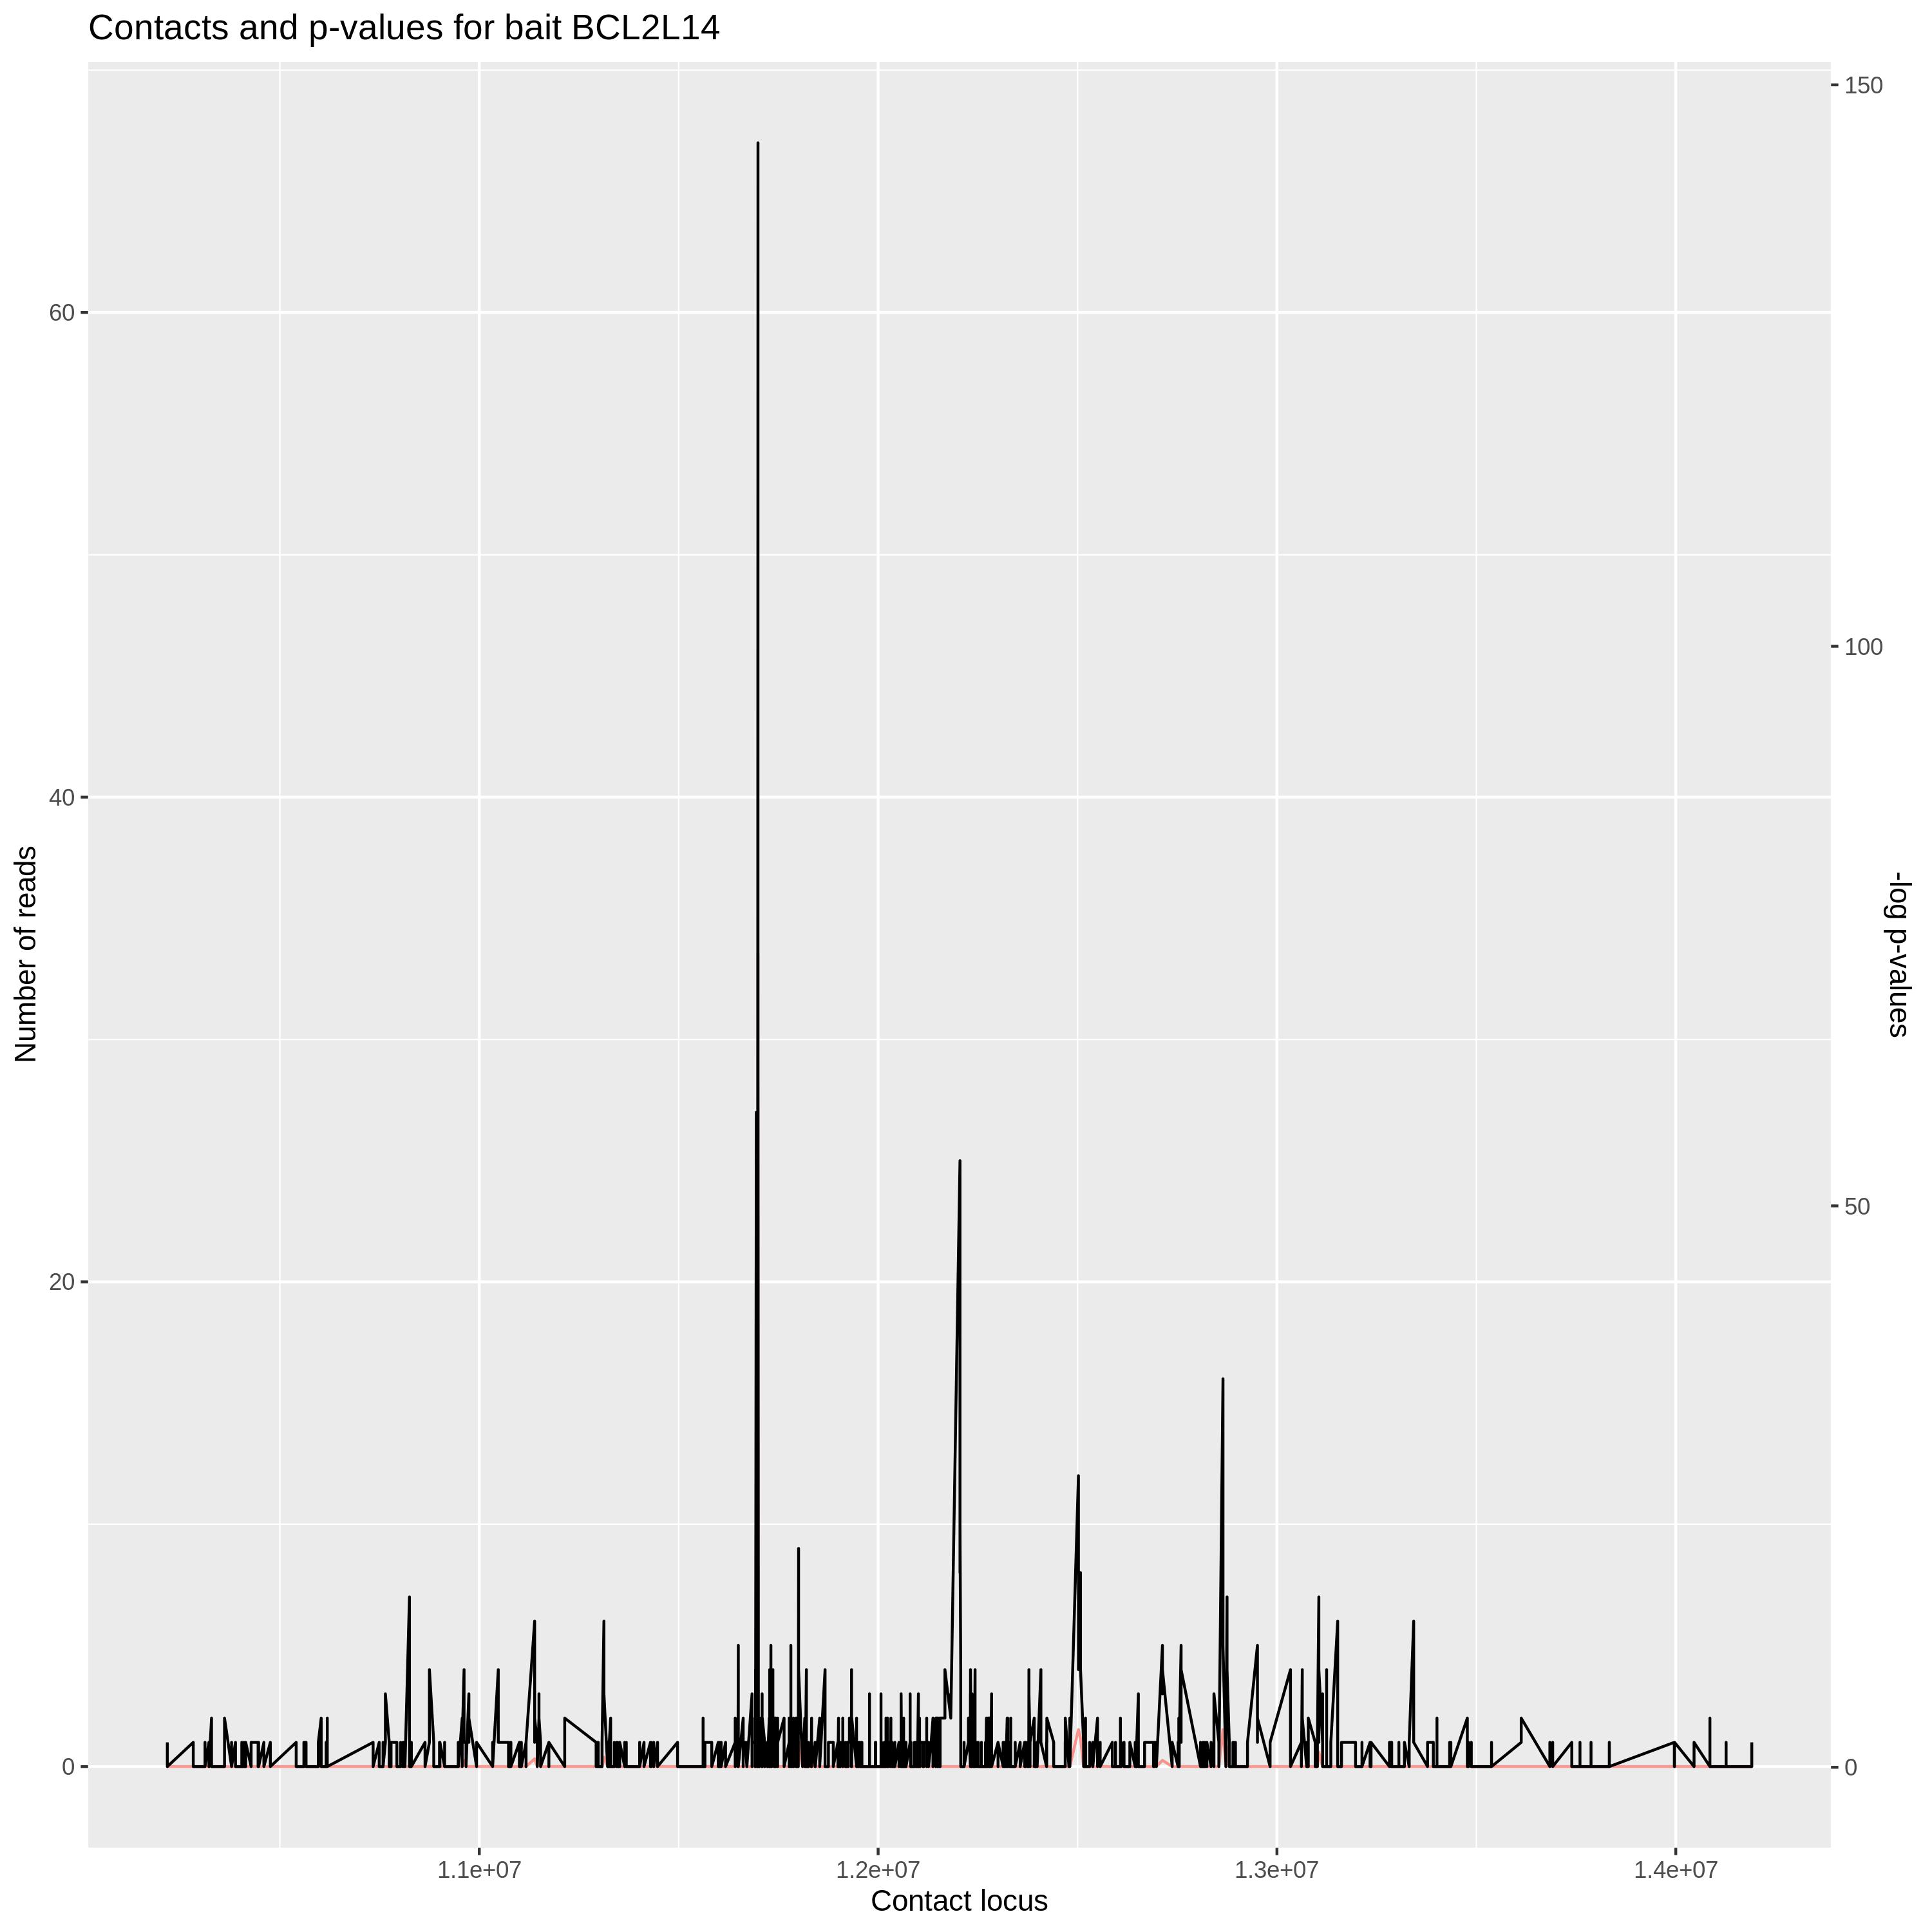 Contacts and p-values for bait BCL2L14
150
60
100
40
Number of reads
-log p-values
50
20
0
0
1.1e+07
1.2e+07
1.3e+07
1.4e+07
Contact locus